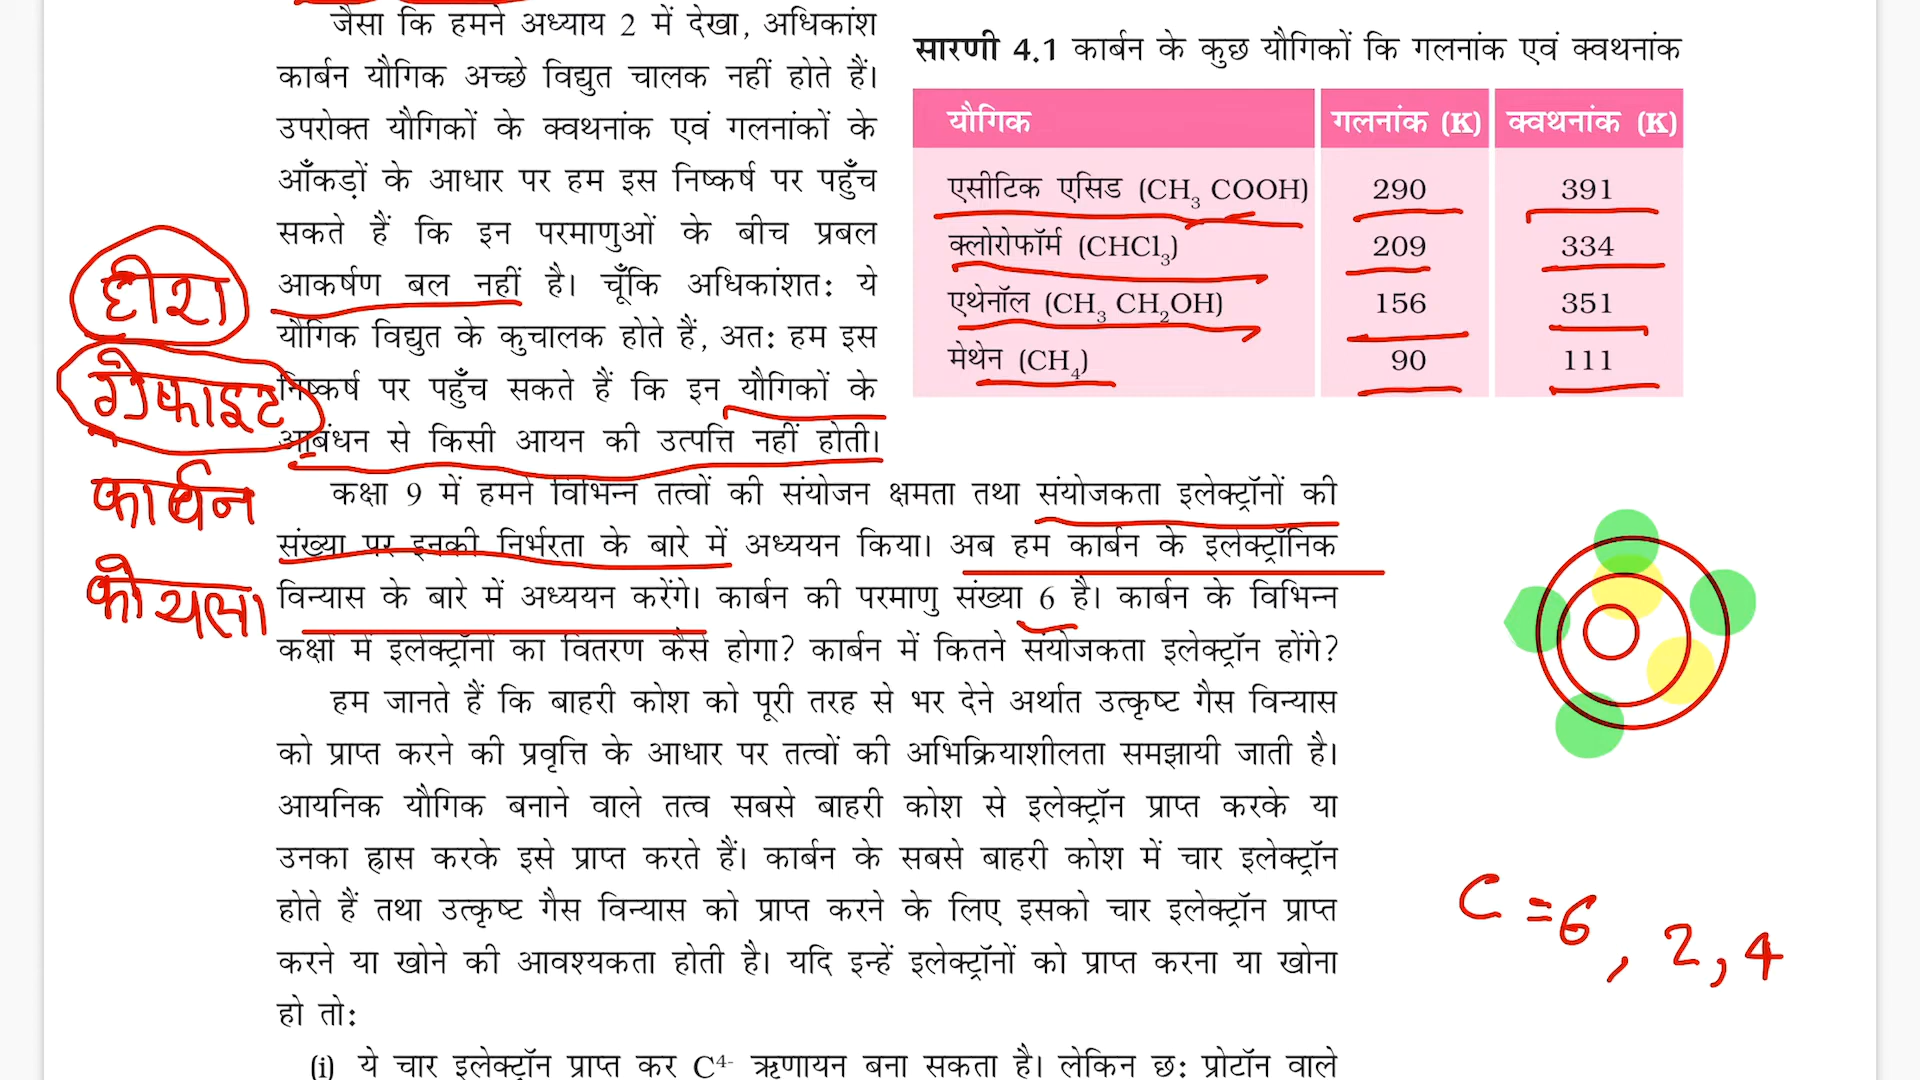 जैसा कि हमने अध्याय 2 में देखा, अधिकांश
कार्बन यौगिक अच्छे विद्युत चालक नहीं होते हैं।
उपरोक्त यौगिकों के क्वथनांक एवं गलनांकों के
आँकड़ों के आधार पर हम इस निष्कर्ष पर पहुँच
सकते हैं कि इन परमाणुओं के बीच प्रबल
आकर्षण बल नहीं है। चूँकि अधिकांशतः ये
यौगिक विद्युत के कुचालक होते हैं, अतः हम इस
निष्कर्ष पर पहुँच सकते हैं कि इन यौगिकों के
आबंधन से किसी आयन की उत्पत्ति नहीं होती।
सारणी 4.1 कार्बन के कुछ यौगिकों कि गलनांक एवं क्वथनांक
यौगिक गलनांक (K) क्वथनांक (K)
एसीटिक एसिड (CH₃ COOH) 290 391
क्लोरोफॉर्म (CHCl₃) 209 334
एथेनॉल (CH₃ CH₂OH) 156 351
मेथेन (CH₄) 90 111
हीरा
ग्रेफाइट
कार्बन
कोयला
कक्षा 9 में हमने विभिन्न तत्वों की संयोजन क्षमता तथा संयोजकता इलेक्ट्रॉनों की
संख्या पर इनकी निर्भरता के बारे में अध्ययन किया। अब हम कार्बन के इलेक्ट्रॉनिक
विन्यास के बारे में अध्ययन करेंगे। कार्बन की परमाणु संख्या 6 है। कार्बन के विभिन्न
कक्षों में इलेक्ट्रॉनों का वितरण कैसे होगा? कार्बन में कितने संयोजकता इलेक्ट्रॉन होंगे?
हम जानते हैं कि बाहरी कोश को पूरी तरह से भर देने अर्थात उत्कृष्ट गैस विन्यास
को प्राप्त करने की प्रवृत्ति के आधार पर तत्वों की अभिक्रियाशीलता समझायी जाती है।
आयनिक यौगिक बनाने वाले तत्व सबसे बाहरी कोश से इलेक्ट्रॉन प्राप्त करके या
उनका ह्रास करके इसे प्राप्त करते हैं। कार्बन के सबसे बाहरी कोश में चार इलेक्ट्रॉन
होते हैं तथा उत्कृष्ट गैस विन्यास को प्राप्त करने के लिए इसको चार इलेक्ट्रॉन प्राप्त
करने या खोने की आवश्यकता होती है। यदि इन्हें इलेक्ट्रॉनों को प्राप्त करना या खोना
हो तो:
(i) ये चार इलेक्ट्रॉन प्राप्त कर C⁴⁻ ऋणायन बना सकता है। लेकिन छः प्रोटॉन वाले
C = 6, 2, 4